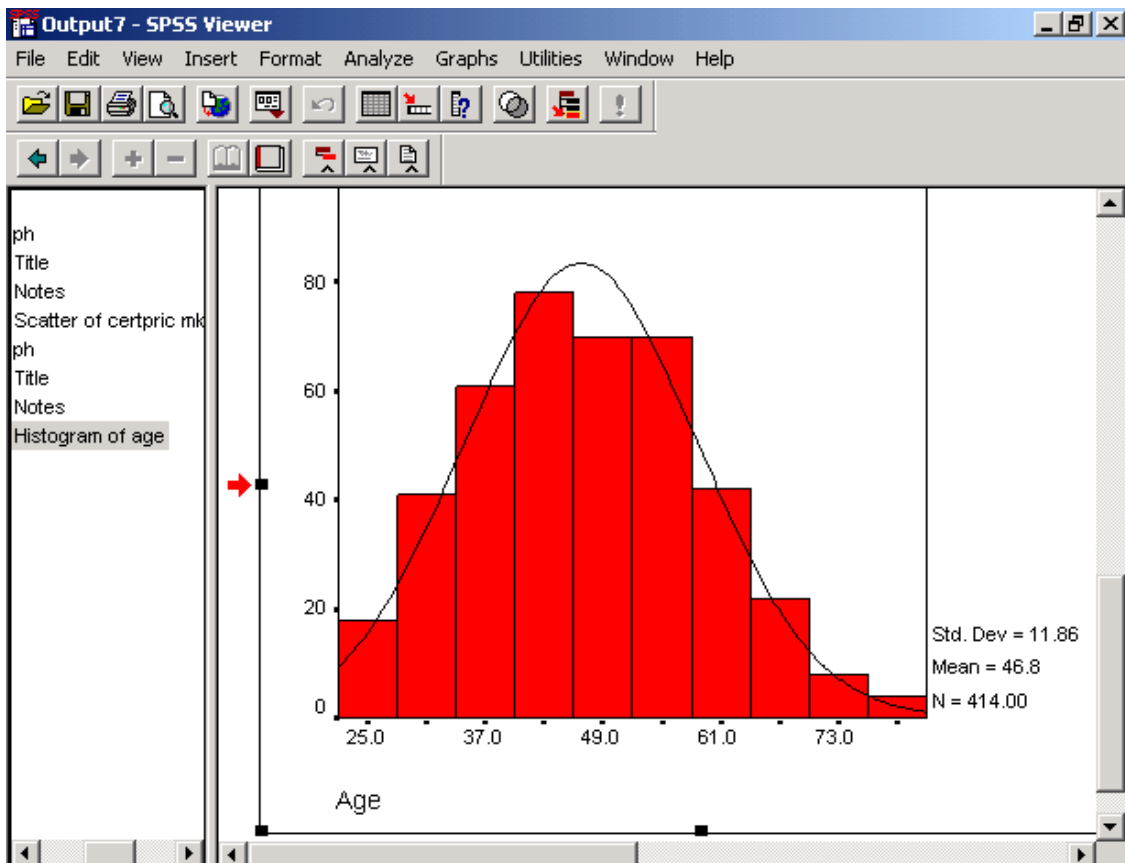 SPSS
Output7 - SPSS Viewer
File Edit View Insert Format Analyze Graphs Utilities Window Help
ph
Title
Notes
Scatter of certpric mk
ph
Title
Notes
Histogram of age
80
60
40
20
0
25.0 37.0 49.0 61.0 73.0
Age
Std. Dev = 11.86
Mean = 46.8
N = 414.00